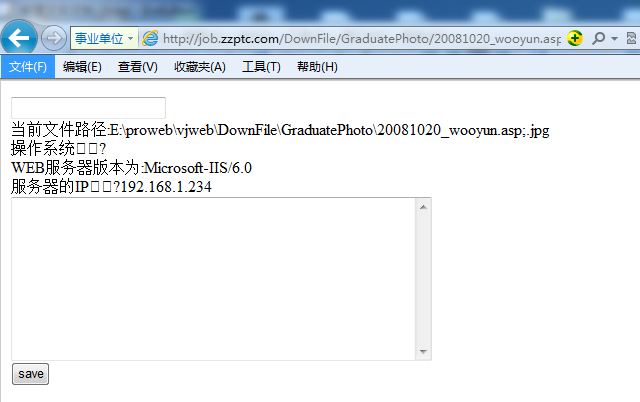 事业单位 http://job.zzptc.com/DownFile/GraduatePhoto/20081020_wooyun.asp
文件(F) 编辑(E) 查看(V) 收藏夹(A) 工具(T) 帮助(H)
当前文件路径:E:\proweb\vjweb\DownFile\GraduatePhoto\20081020_wooyun.asp;.jpg
操作系统?
WEB服务器版本为:Microsoft-IIS/6.0
服务器的IP?192.168.1.234
save